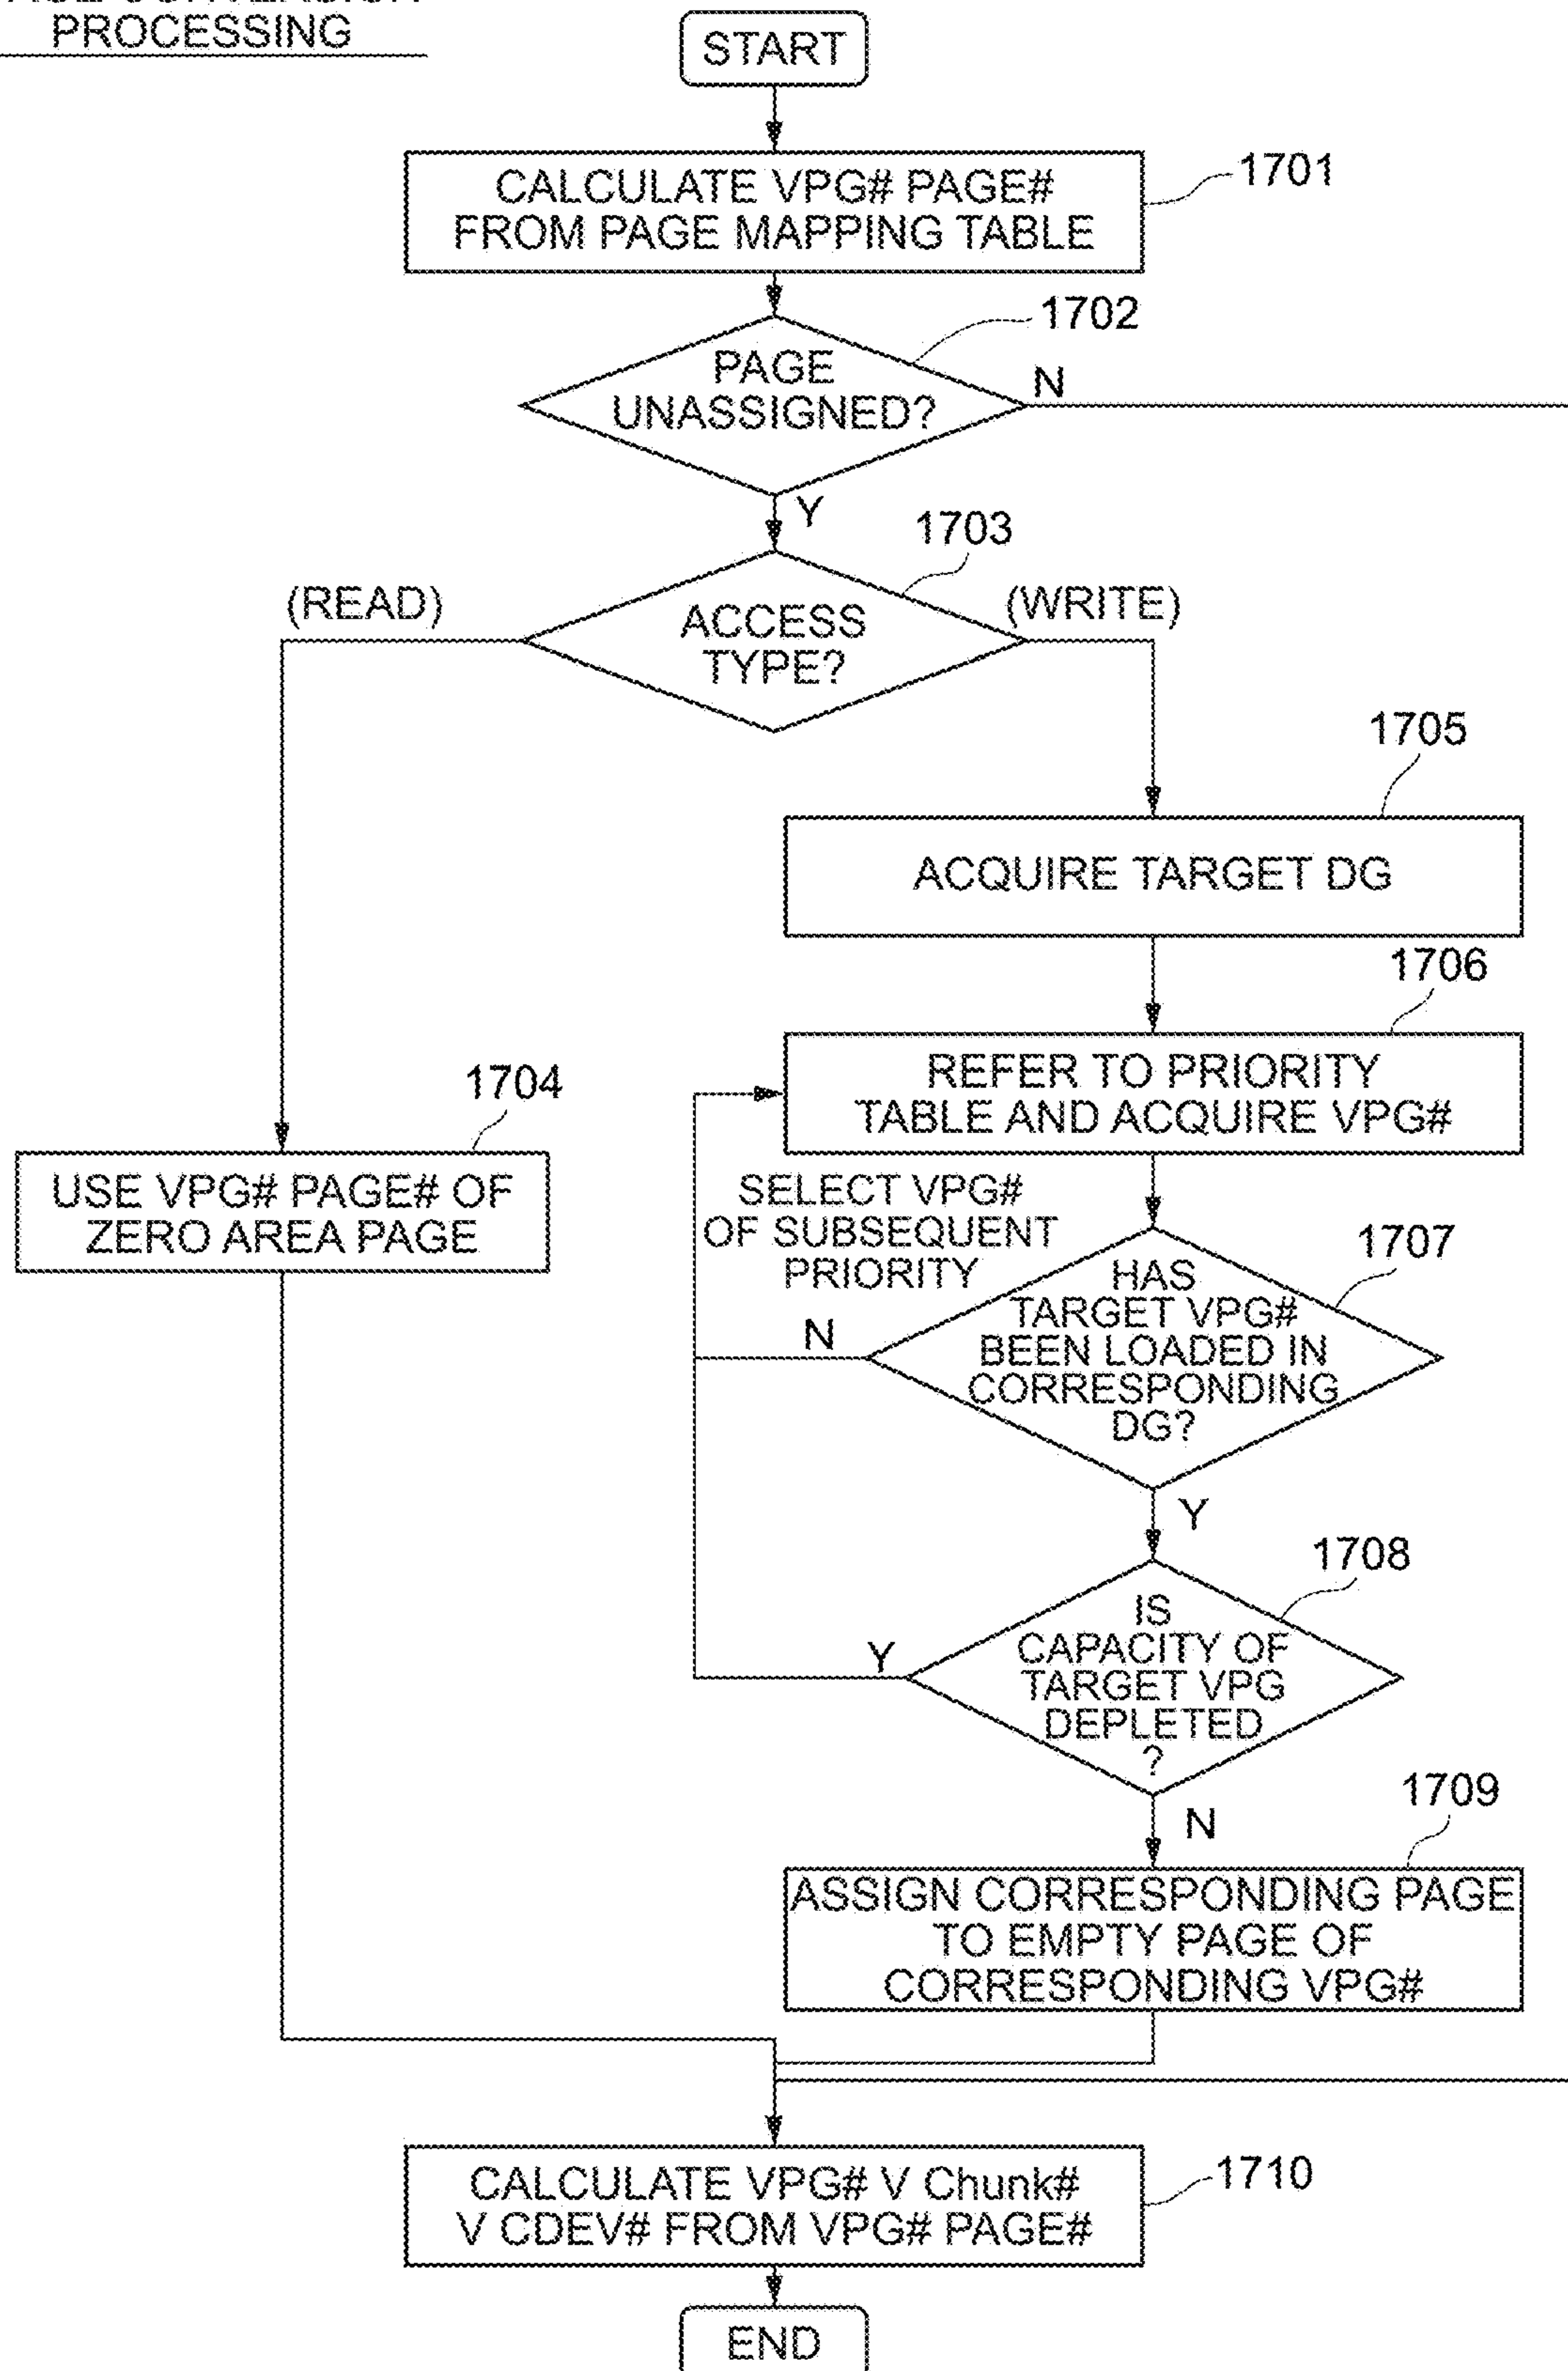 PROCESSING
START
CALCULATE VPG# PAGE#
FROM PAGE MAPPING TABLE
1701
1702
PAGE
UNASSIGNED?
N
Y
1703
(READ)
ACCESS
TYPE?
(WRITE)
1705
ACQUIRE TARGET DG
1706
REFER TO PRIORITY
TABLE AND ACQUIRE VPG#
1704
USE VPG# PAGE# OF
ZERO AREA PAGE
SELECT VPG#
OF SUBSEQUENT
PRIORITY
1707
HAS
TARGET VPG#
BEEN LOADED IN
CORRESPONDING
DG?
N
Y
1708
IS
CAPACITY OF
TARGET VPG
DEPLETED
?
Y
N
1709
ASSIGN CORRESPONDING PAGE
TO EMPTY PAGE OF
CORRESPONDING VPG#
CALCULATE VPG# V Chunk#
V CDEV# FROM VPG# PAGE#
1710
END